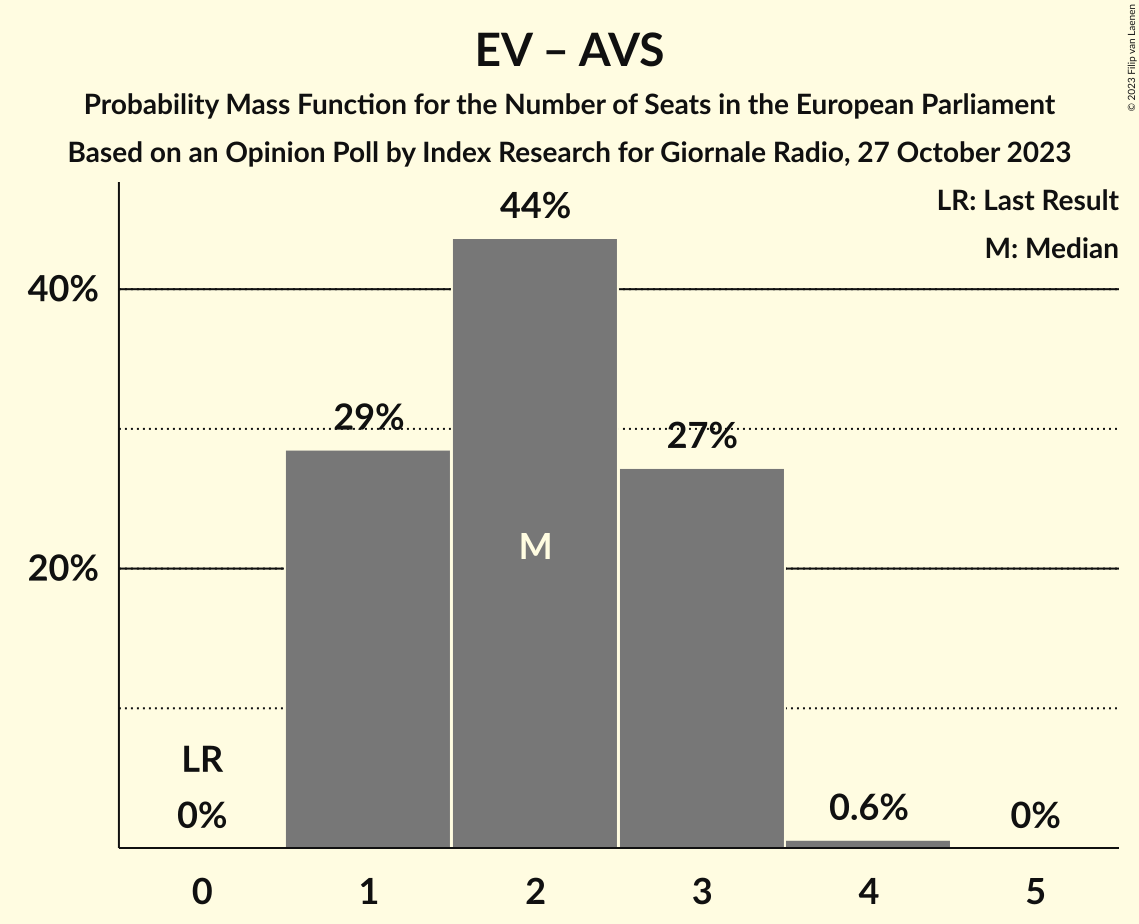 EV – AVS
Probability Mass Function for the Number of Seats in the European Parliament
Based on an Opinion Poll by Index Research for Giornale Radio, 27 October 2023
© 2023 Filip van Laenen
LR: Last Result
M: Median
44%
40%
29%
27%
M
20%
LR
0%
0.6%
0%
0 1 2 3 4 5